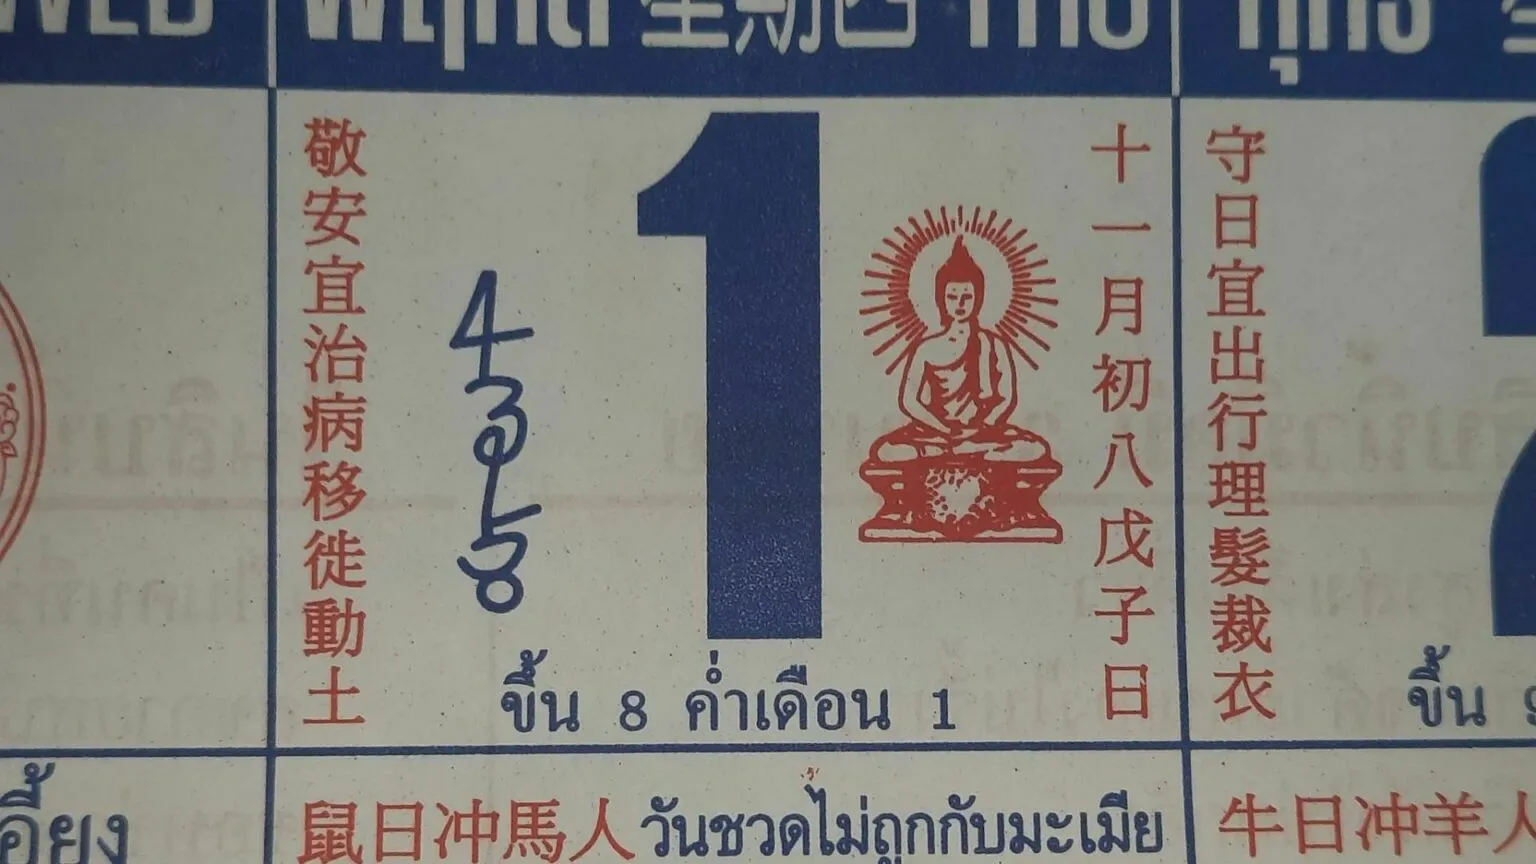 WED
พฤหัส 星期四 THU
ศุกร์
敬安宜治病移徙動土
1
十一月初八戊子日
守日宜出行理髮裁衣
ขึ้น 8 ค่ำเดือน 1
ขึ้น 9
鼠日冲馬人 วันชวดไม่ถูกกับมะเมีย
牛日冲羊人